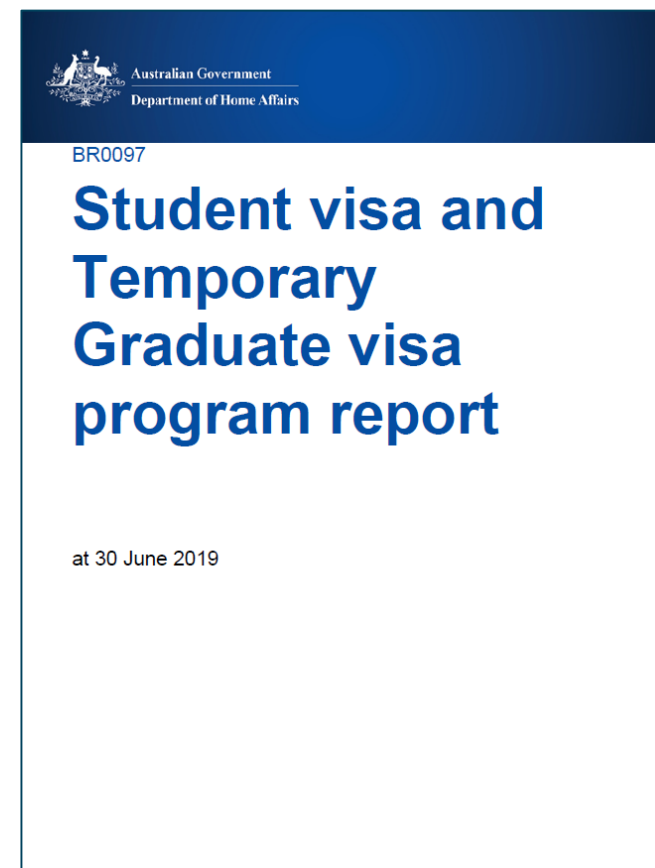 Australian Government
Department of Home Affairs
BR0097
Student visa and
Temporary
Graduate visa
program report
at 30 June 2019